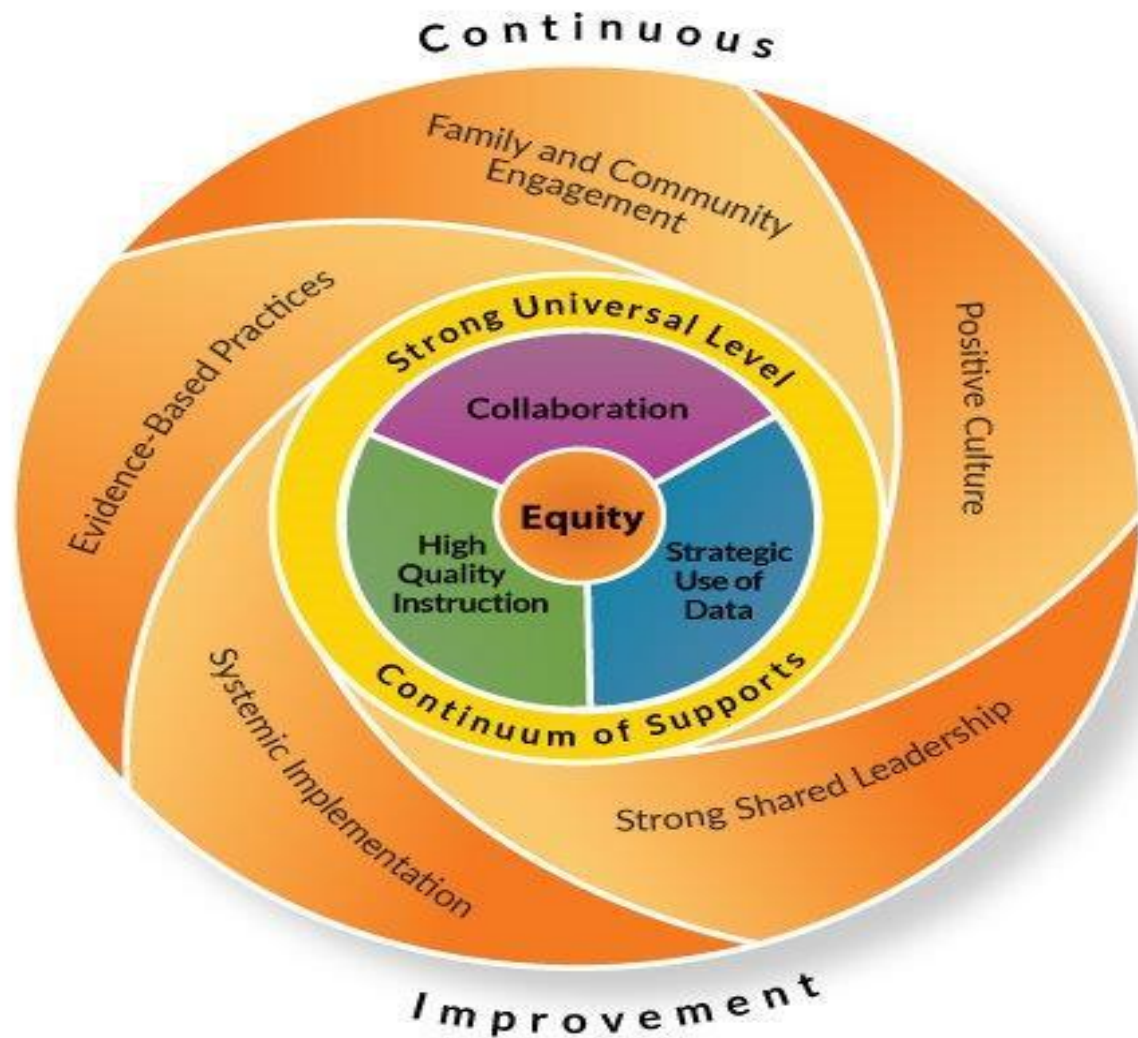 Continuous
Family and Community
Engagement
Positive Culture
Evidence-Based Practices
Strong Universal Level
Collaboration
Equity
High
Quality
Instruction
Strategic
Use of
Data
Continuum of Supports
Systemic Implementation
Strong Shared Leadership
Improvement